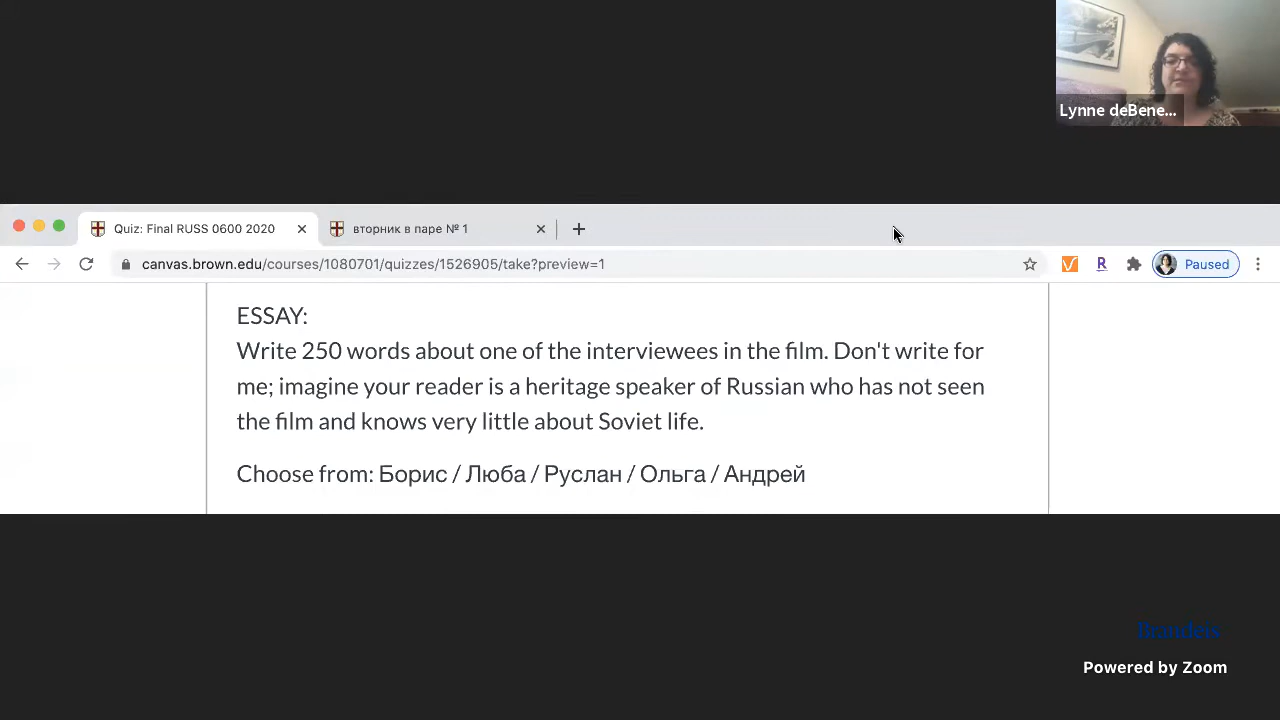 Lynne deBene...
Quiz: Final RUSS 0600 2020
вторник в паре № 1
canvas.brown.edu/courses/1080701/quizzes/1526905/take?preview=1
Paused
ESSAY:
Write 250 words about one of the interviewees in the film. Don't write for
me; imagine your reader is a heritage speaker of Russian who has not seen
the film and knows very little about Soviet life.
Choose from: Борис / Люба / Руслан / Ольга / Андрей
Brandeis
Powered by Zoom